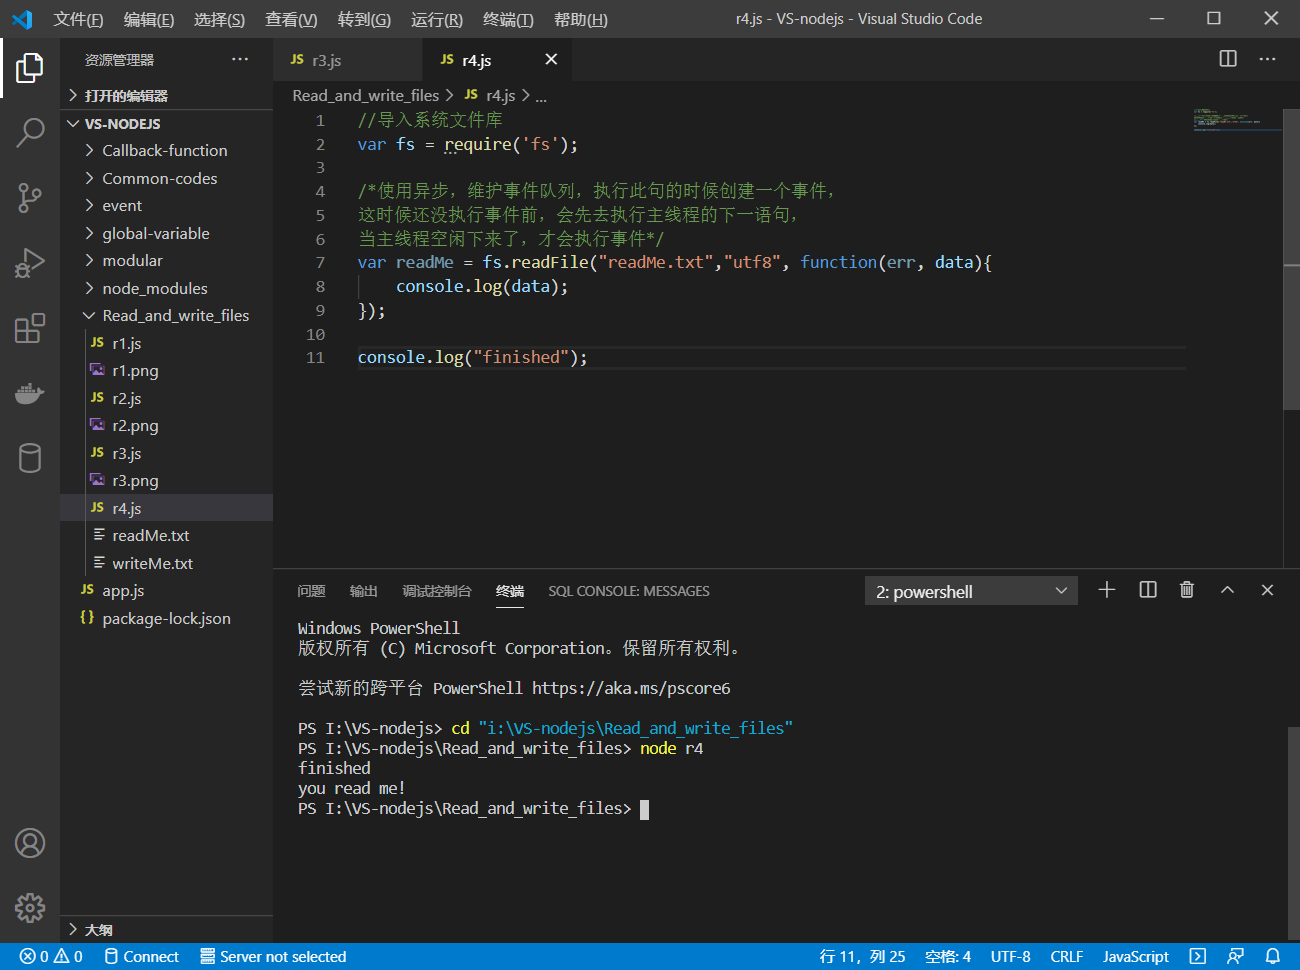 文件(F) 编辑(E) 选择(S) 查看(V) 转到(G) 运行(R) 终端(T) 帮助(H) r4.js - VS-nodejs - Visual Studio Code
资源管理器 ···
打开的编辑器
VS-NODEJS
Callback-function
Common-codes
event
global-variable
modular
node_modules
Read_and_write_files
JS r1.js
r1.png
JS r2.js
r2.png
JS r3.js
r3.png
JS r4.js
readMe.txt
writeMe.txt
JS app.js
{} package-lock.json
大纲
JS r3.js JS r4.js
Read_and_write_files > JS r4.js > ...
1 //导入系统文件库
2 var fs = require('fs');
3
4 /*使用异步，维护事件队列，执行此句的时候创建一个事件，
5 这时候还没执行事件前，会先去执行主线程的下一语句，
6 当主线程空闲下来了，才会执行事件*/
7 var readMe = fs.readFile("readMe.txt","utf8", function(err, data){
8 console.log(data);
9 });
10
11 console.log("finished");
问题 输出 调试控制台 终端 SQL CONSOLE: MESSAGES 2: powershell
Windows PowerShell
版权所有 (C) Microsoft Corporation。保留所有权利。
尝试新的跨平台 PowerShell https://aka.ms/pscore6
PS I:\VS-nodejs> cd "i:\VS-nodejs\Read_and_write_files"
PS I:\VS-nodejs\Read_and_write_files> node r4
finished
you read me!
PS I:\VS-nodejs\Read_and_write_files>
0 0 Connect Server not selected 行 11，列 25 空格: 4 UTF-8 CRLF JavaScript